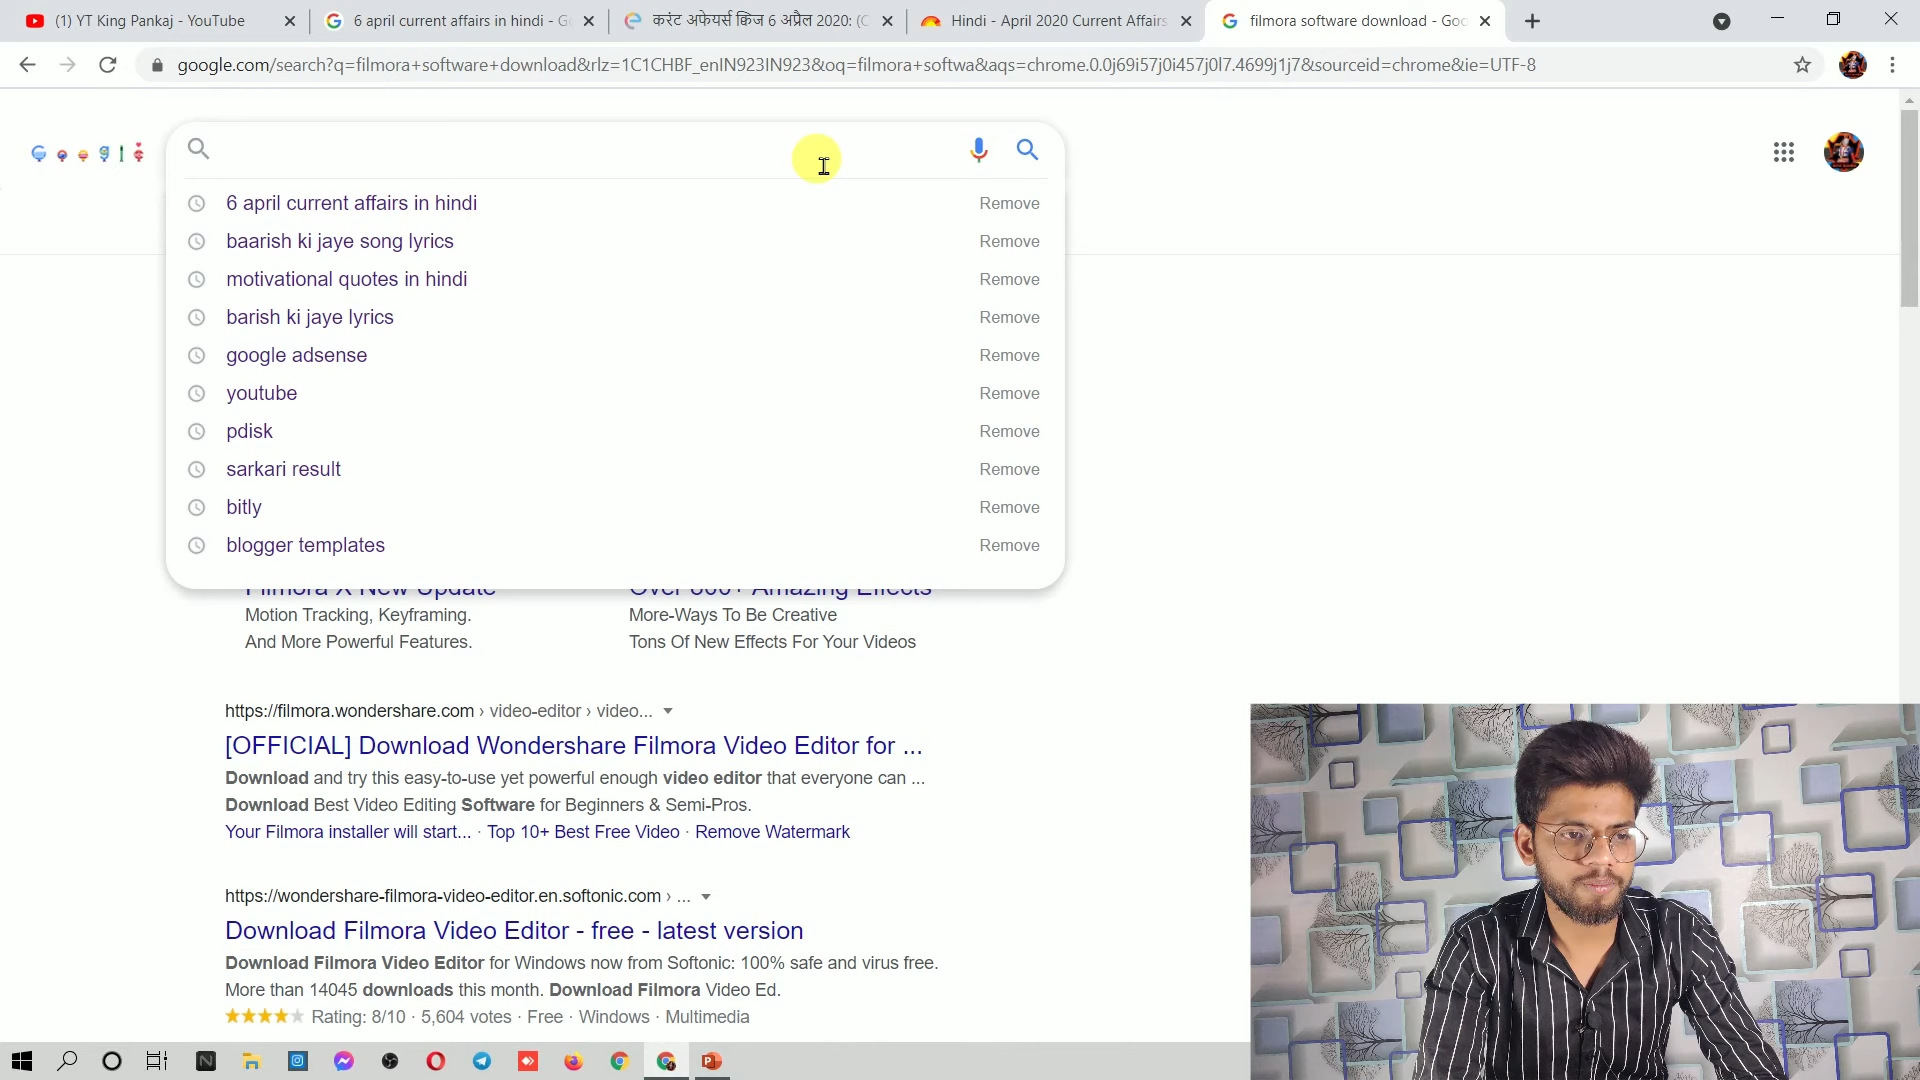 (1) YT King Pankaj - YouTube
6 april current affairs in hindi - G
करंट अफेयर्स क्विज 6 अप्रैल 2020: (C
Hindi - April 2020 Current Affairs
filmora software download - Goo
google.com/search?q=filmora+software+download&rlz=1C1CHBF_enIN923IN923&oq=filmora+softwa&aqs=chrome.0.0j69i57j0i457j0l7.4699j1j7&sourceid=chrome&ie=UTF-8
Google
6 april current affairs in hindi Remove
baarish ki jaye song lyrics Remove
motivational quotes in hindi Remove
barish ki jaye lyrics Remove
google adsense Remove
youtube Remove
pdisk Remove
sarkari result Remove
bitly Remove
blogger templates Remove
Filmora X New Update
Over 800+ Amazing Effects
Motion Tracking, Keyframing.
More-Ways To Be Creative
And More Powerful Features.
Tons Of New Effects For Your Videos
https://filmora.wondershare.com › video-editor › video...
[OFFICIAL] Download Wondershare Filmora Video Editor for ...
Download and try this easy-to-use yet powerful enough video editor that everyone can ...
Download Best Video Editing Software for Beginners & Semi-Pros.
Your Filmora installer will start... · Top 10+ Best Free Video · Remove Watermark
https://wondershare-filmora-video-editor.en.softonic.com › ...
Download Filmora Video Editor - free - latest version
Download Filmora Video Editor for Windows now from Softonic: 100% safe and virus free.
More than 14045 downloads this month. Download Filmora Video Ed.
Rating: 8/10 · 5,604 votes · Free · Windows · Multimedia